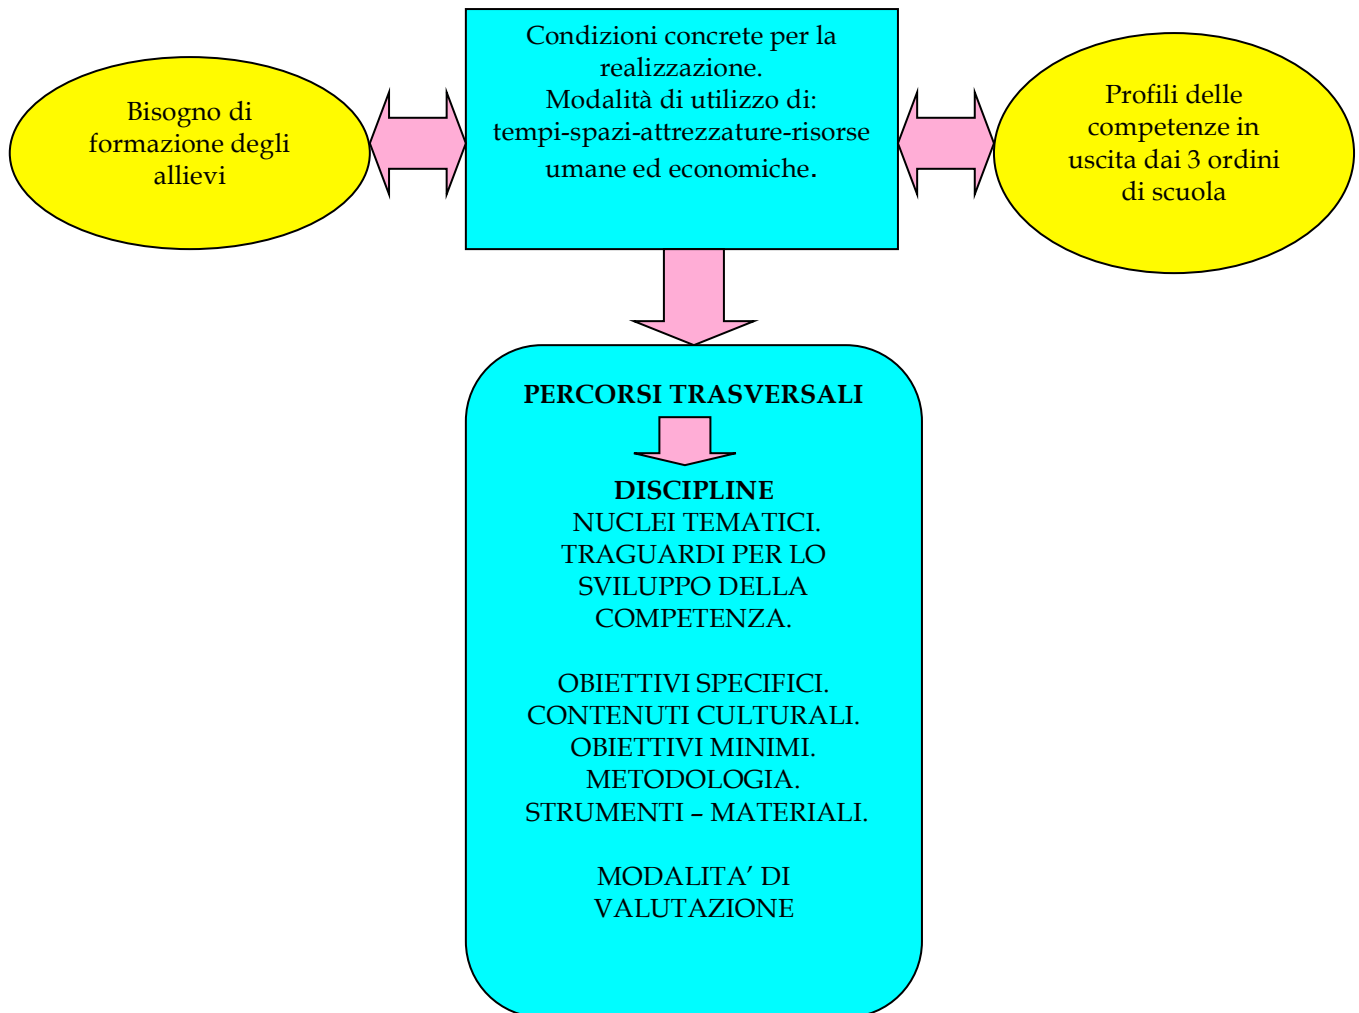 Bisogno di
formazione degli
allievi
Condizioni concrete per la
realizzazione.
Modalità di utilizzo di:
tempi-spazi-attrezzature-risorse
umane ed economiche.
Profili delle
competenze in
uscita dai 3 ordini
di scuola
PERCORSI TRASVERSALI
DISCIPLINE
NUCLEI TEMATICI.
TRAGUARDI PER LO
SVILUPPO DELLA
COMPETENZA.
OBIETTIVI SPECIFICI.
CONTENUTI CULTURALI.
OBIETTIVI MINIMI.
METODOLOGIA.
STRUMENTI – MATERIALI.
MODALITA’ DI
VALUTAZIONE